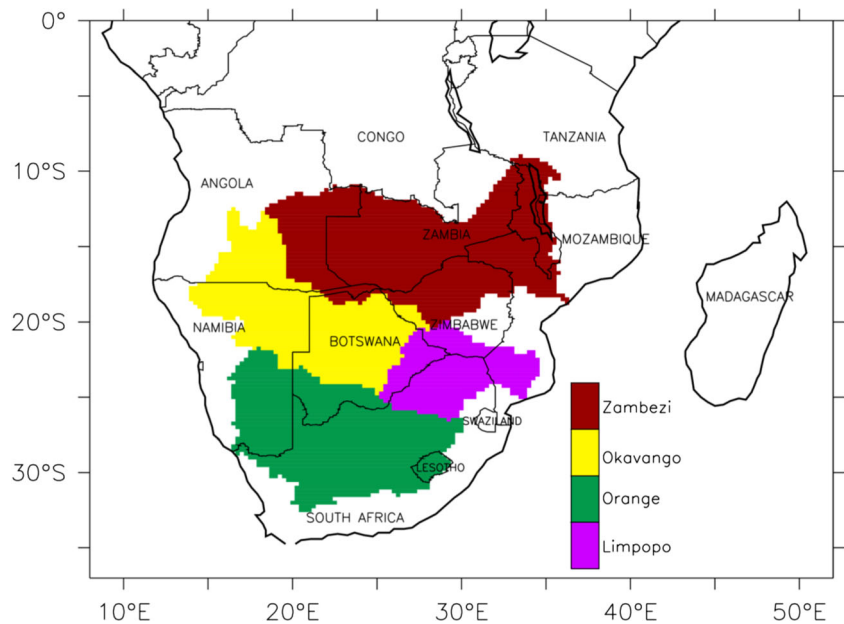 0°
CONGO
TANZANIA
10°S
ANGOLA
ZAMBIA
MOZAMBIQUE
MADAGASCAR
20°S
NAMIBIA
ZIMBABWE
BOTSWANA
Zambezi
SWAZILAND
Okavango
30°S
LESOTHO
Orange
SOUTH AFRICA
Limpopo
10°E
20°E
30°E
40°E
50°E